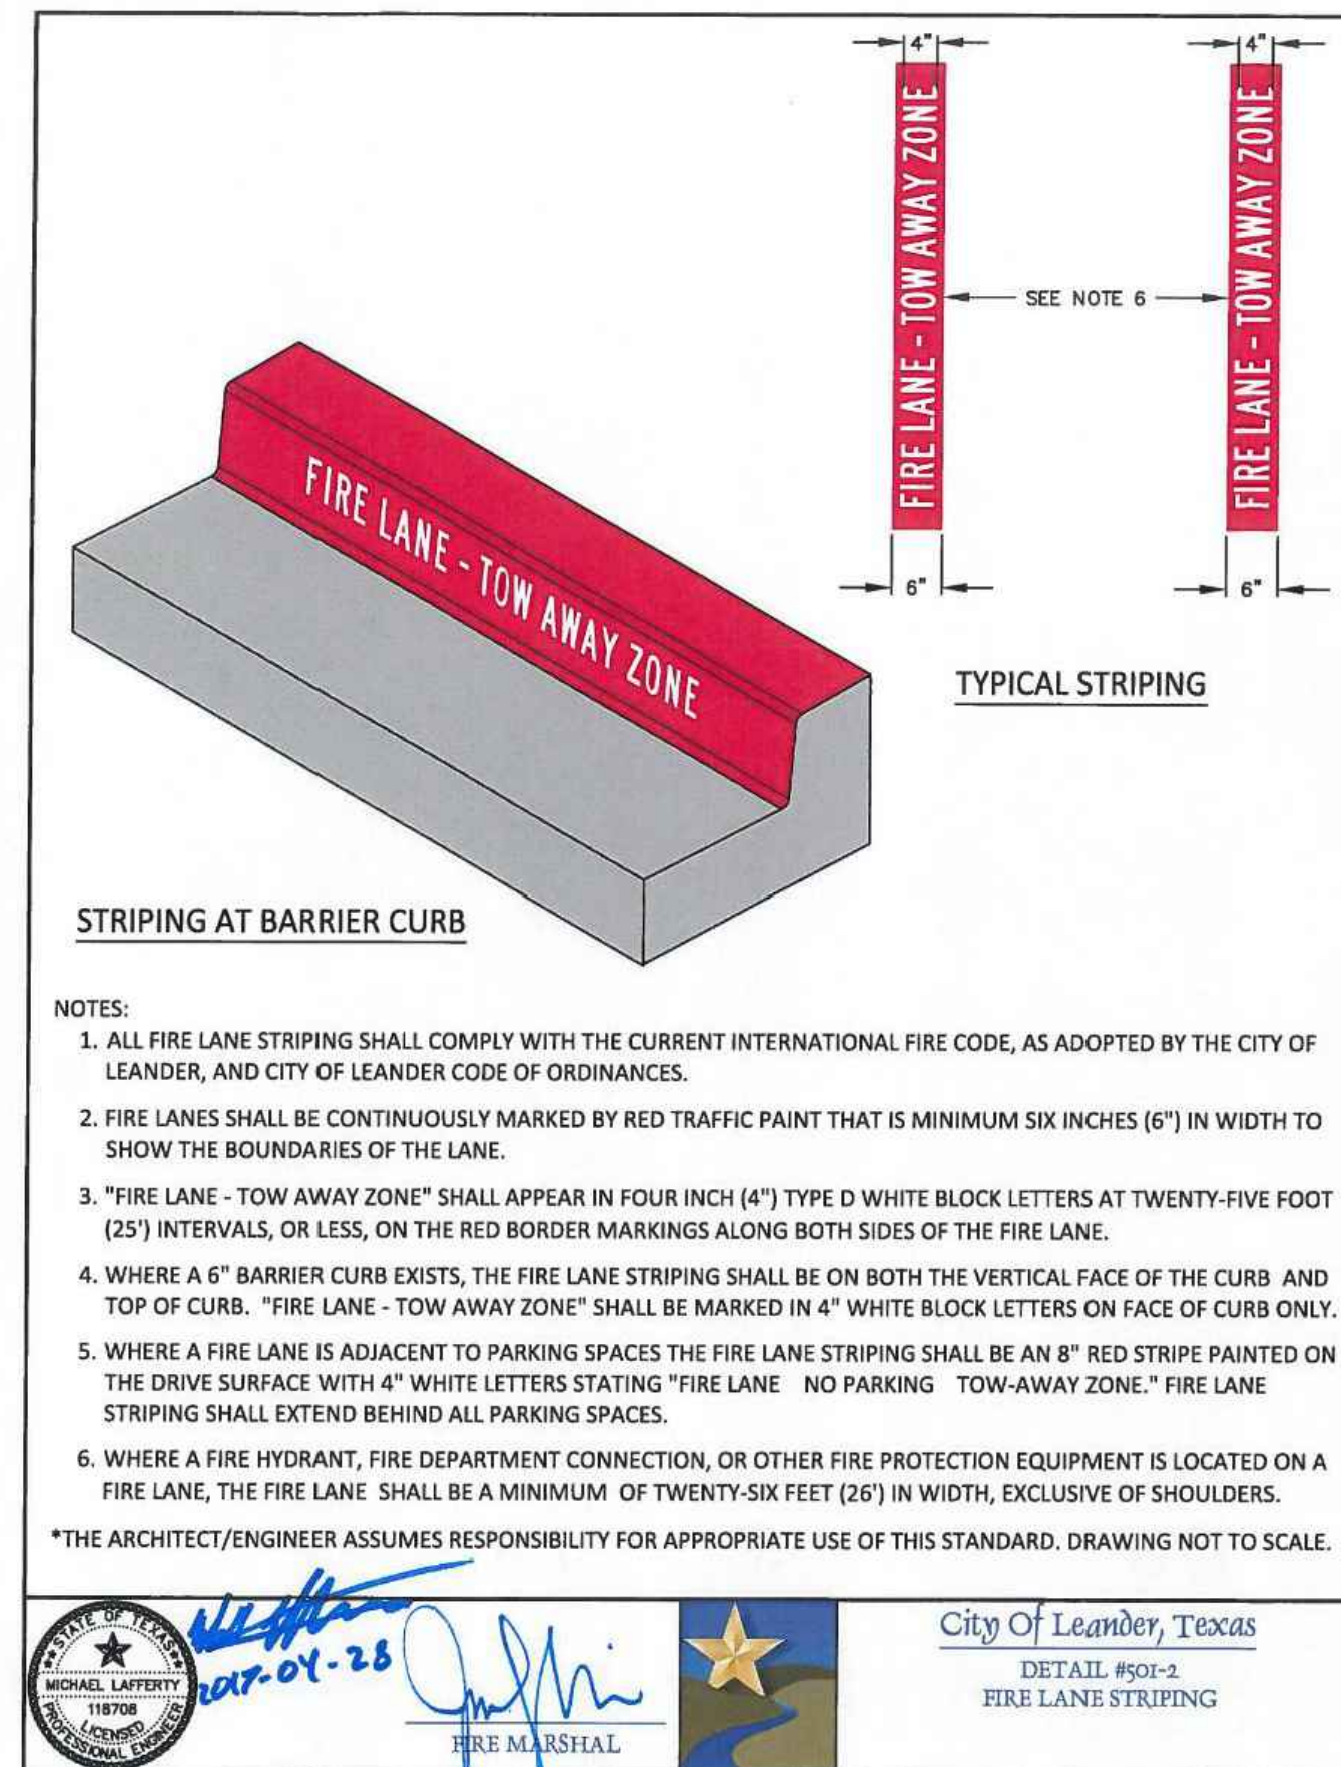 4"
4"
FIRE LANE - TOW AWAY ZONE
FIRE LANE - TOW AWAY ZONE
SEE NOTE 6
6"
6"
TYPICAL STRIPING
FIRE LANE - TOW AWAY ZONE
STRIPING AT BARRIER CURB
NOTES:
1. ALL FIRE LANE STRIPING SHALL COMPLY WITH THE CURRENT INTERNATIONAL FIRE CODE, AS ADOPTED BY THE CITY OF
LEANDER, AND CITY OF LEANDER CODE OF ORDINANCES.
2. FIRE LANES SHALL BE CONTINUOUSLY MARKED BY RED TRAFFIC PAINT THAT IS MINIMUM SIX INCHES (6") IN WIDTH TO
SHOW THE BOUNDARIES OF THE LANE.
3. "FIRE LANE - TOW AWAY ZONE" SHALL APPEAR IN FOUR INCH (4") TYPE D WHITE BLOCK LETTERS AT TWENTY-FIVE FOOT
(25') INTERVALS, OR LESS, ON THE RED BORDER MARKINGS ALONG BOTH SIDES OF THE FIRE LANE.
4. WHERE A 6" BARRIER CURB EXISTS, THE FIRE LANE STRIPING SHALL BE ON BOTH THE VERTICAL FACE OF THE CURB AND
TOP OF CURB. "FIRE LANE - TOW AWAY ZONE" SHALL BE MARKED IN 4" WHITE BLOCK LETTERS ON FACE OF CURB ONLY.
5. WHERE A FIRE LANE IS ADJACENT TO PARKING SPACES THE FIRE LANE STRIPING SHALL BE AN 8" RED STRIPE PAINTED ON
THE DRIVE SURFACE WITH 4" WHITE LETTERS STATING "FIRE LANE NO PARKING TOW-AWAY ZONE." FIRE LANE
STRIPING SHALL EXTEND BEHIND ALL PARKING SPACES.
6. WHERE A FIRE HYDRANT, FIRE DEPARTMENT CONNECTION, OR OTHER FIRE PROTECTION EQUIPMENT IS LOCATED ON A
FIRE LANE, THE FIRE LANE SHALL BE A MINIMUM OF TWENTY-SIX FEET (26') IN WIDTH, EXCLUSIVE OF SHOULDERS.
*THE ARCHITECT/ENGINEER ASSUMES RESPONSIBILITY FOR APPROPRIATE USE OF THIS STANDARD. DRAWING NOT TO SCALE.
STATE OF TEXAS
MICHAEL LAFFERTY
118708
LICENSED
PROFESSIONAL ENGINEER
2017-04-28
FIRE MARSHAL
City Of Leander, Texas
DETAIL #501-2
FIRE LANE STRIPING